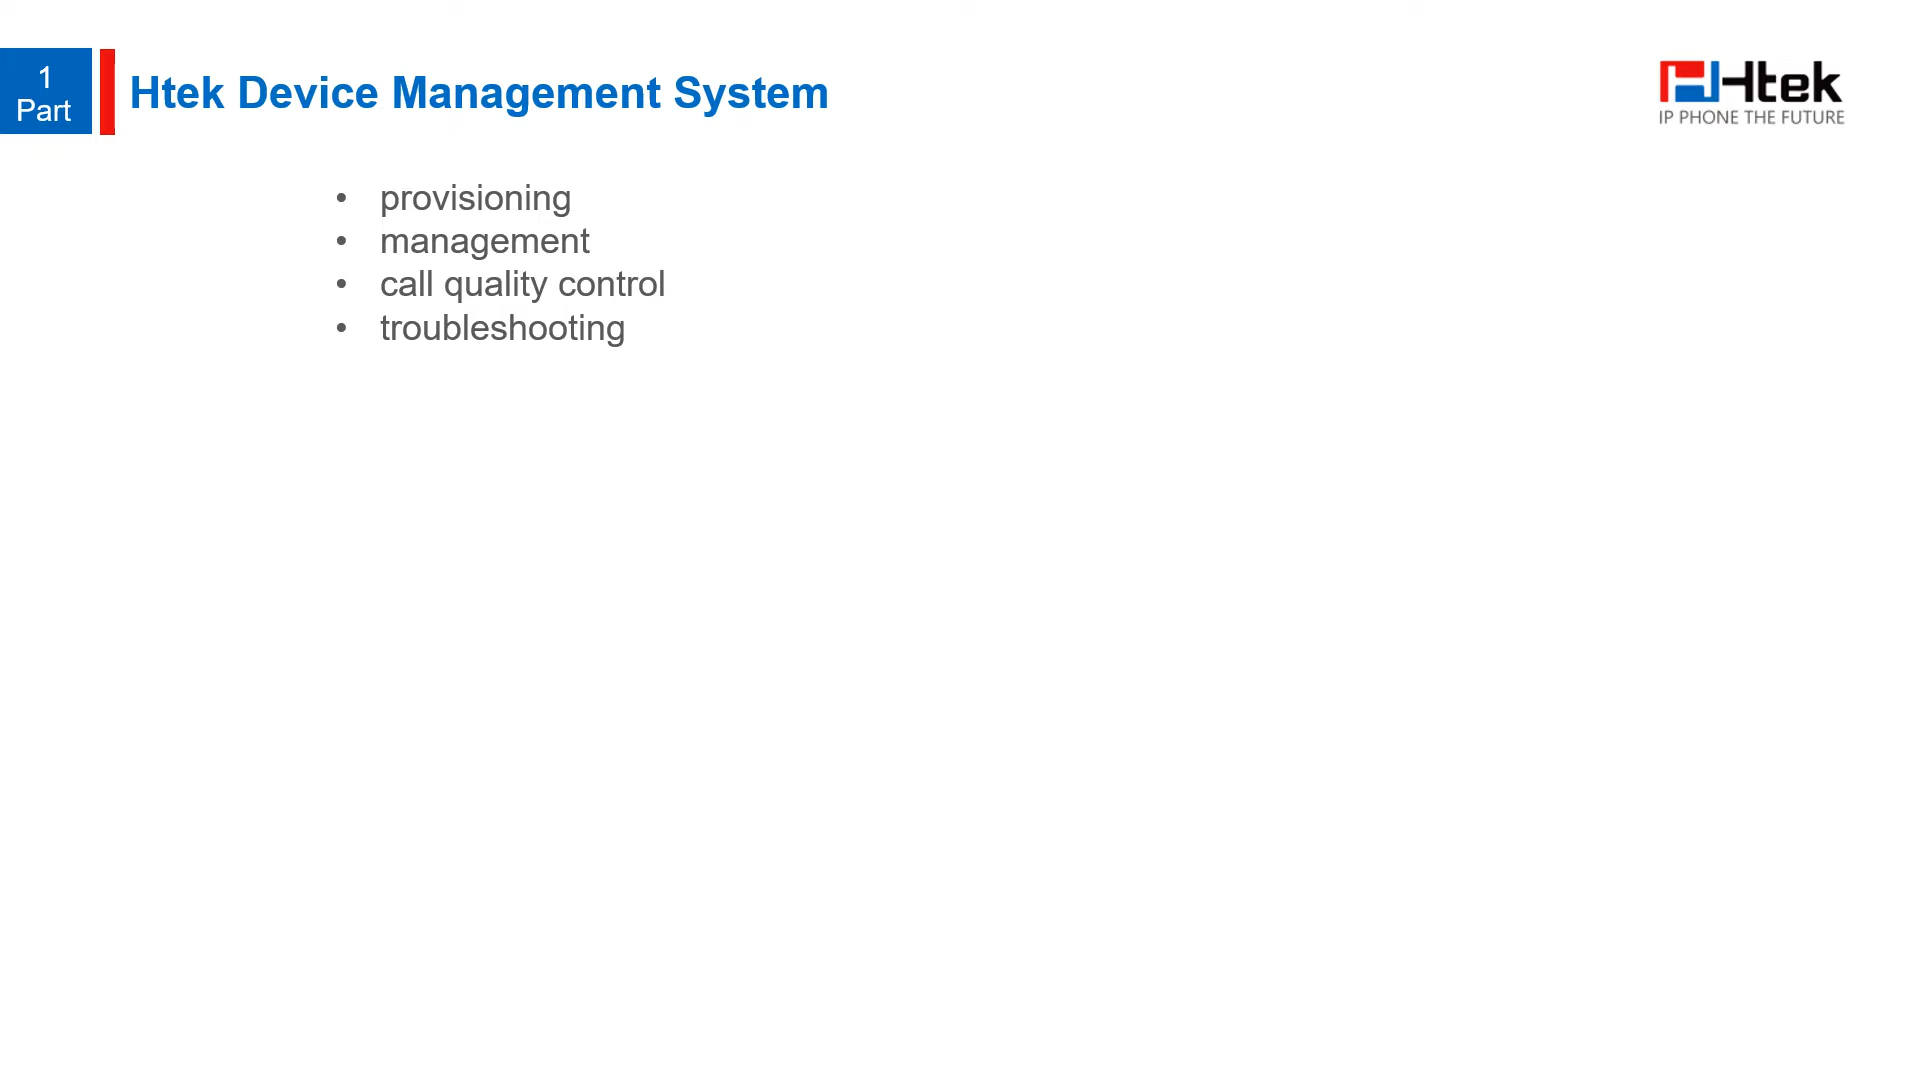 1
Part
Htek Device Management System
Htek
IP PHONE THE FUTURE
• provisioning
• management
• call quality control
• troubleshooting